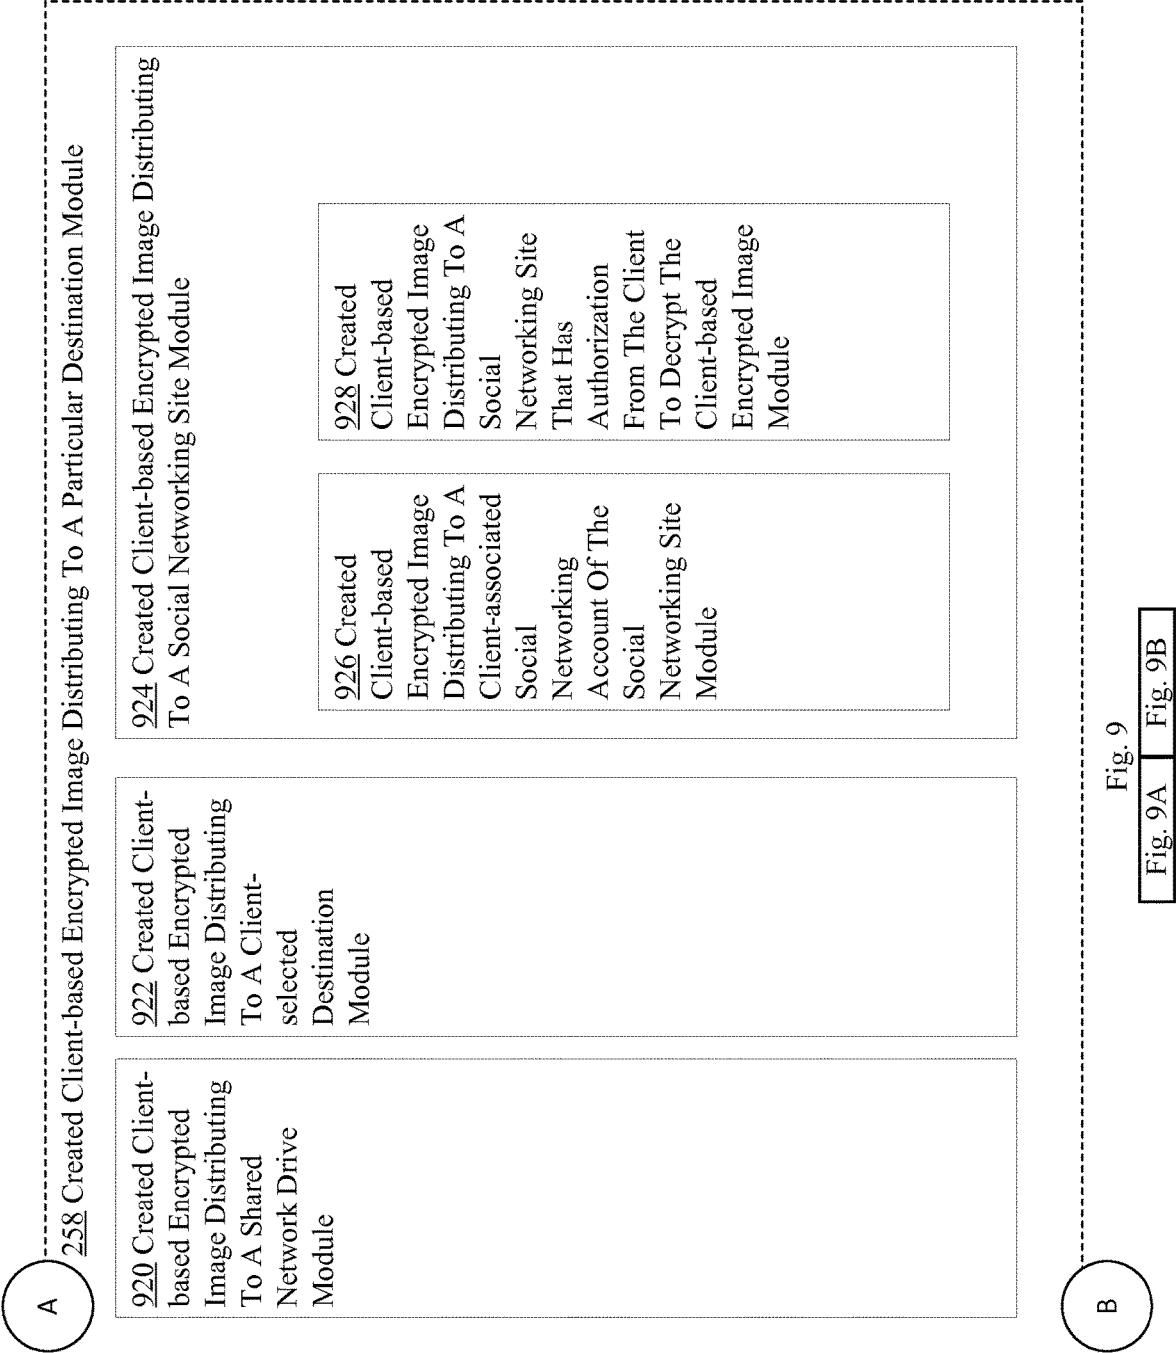 A
258 Created Client-based Encrypted Image Distributing To A Particular Destination Module
920 Created Client-
based Encrypted
Image Distributing
To A Shared
Network Drive
Module
922 Created Client-
based Encrypted
Image Distributing
To A Client-
selected
Destination
Module
924 Created Client-based Encrypted Image Distributing
To A Social Networking Site Module
926 Created
Client-based
Encrypted Image
Distributing To A
Client-associated
Social
Networking
Account Of The
Social
Networking Site
Module
928 Created
Client-based
Encrypted Image
Distributing To A
Social
Networking Site
That Has
Authorization
From The Client
To Decrypt The
Client-based
Encrypted Image
Module
B
Fig. 9
Fig. 9A
Fig. 9B